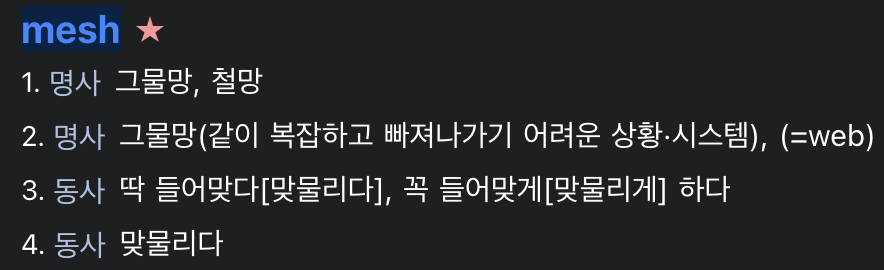 mesh ★
1. 명사 그물망, 철망
2. 명사 그물망(같이 복잡하고 빠져나가기 어려운 상황·시스템), (=web)
3. 동사 딱 들어맞다[맞물리다], 꼭 들어맞게[맞물리게] 하다
4. 동사 맞물리다